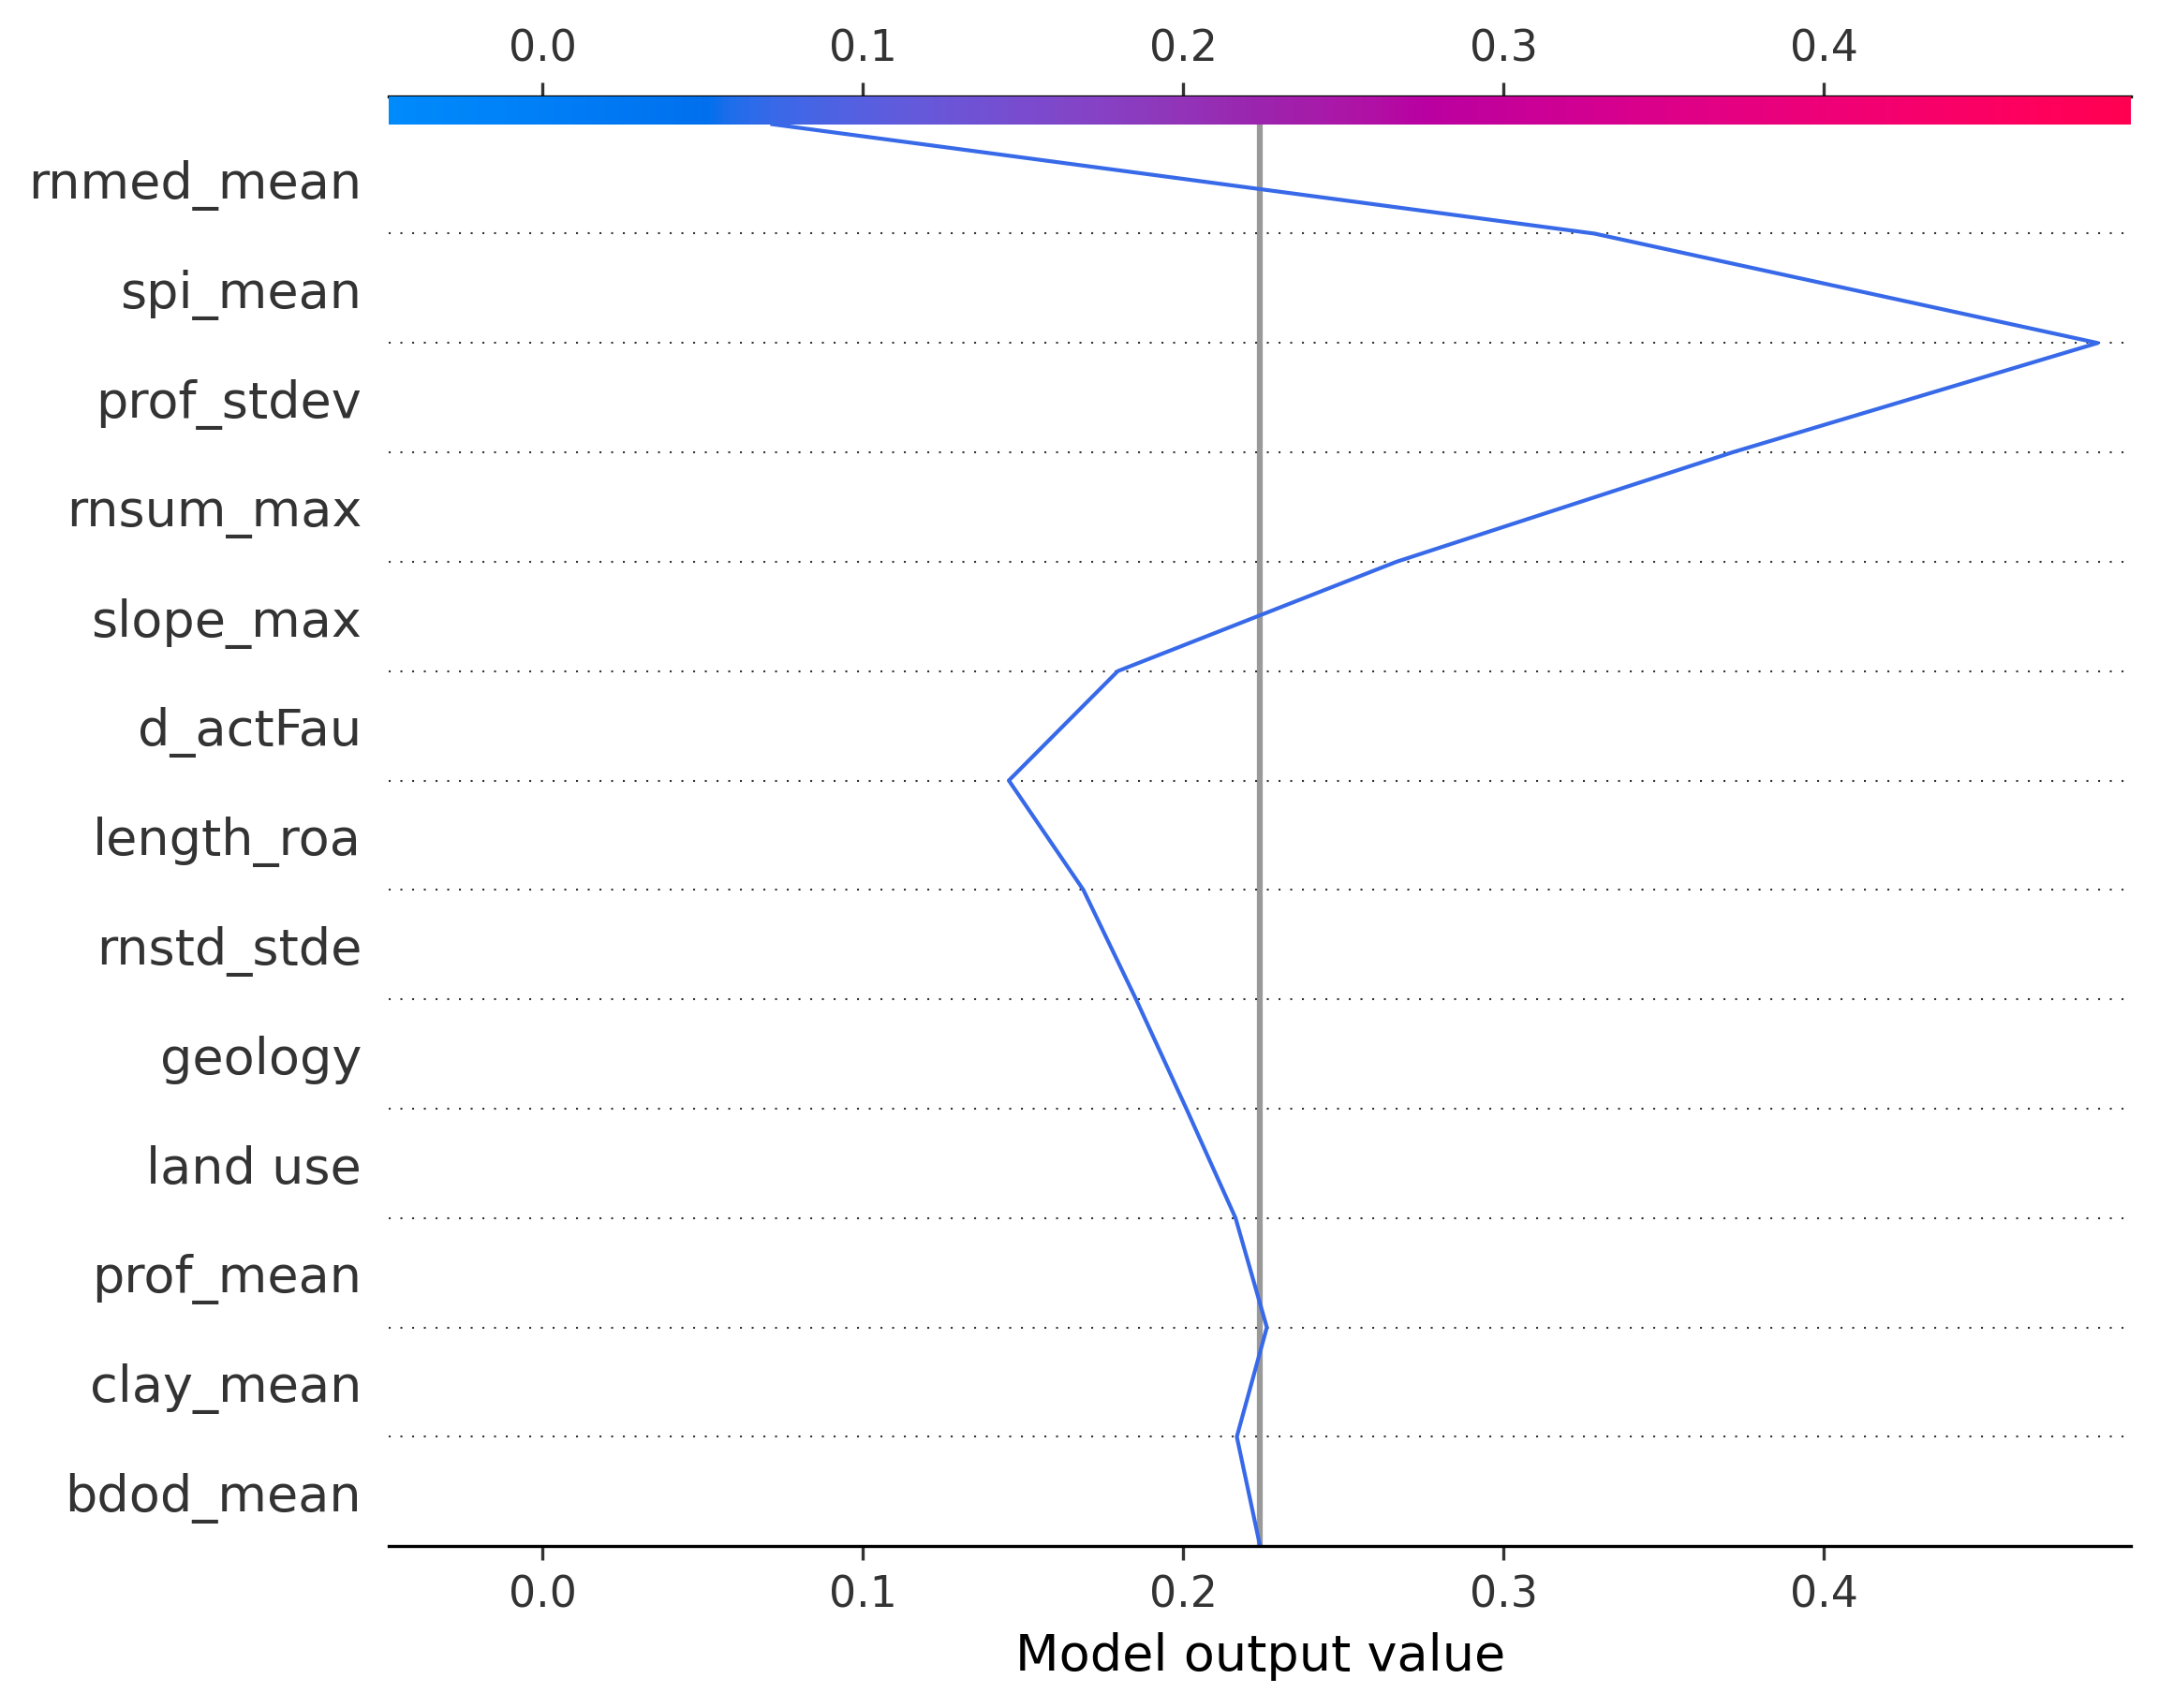 0.0 0.1 0.2 0.3 0.4
rnmed_mean
spi_mean
prof_stdev
rnsum_max
slope_max
d_actFau
length_roa
rnstd_stde
geology
land use
prof_mean
clay_mean
bdod_mean
0.0 0.1 0.2 0.3 0.4
Model output value